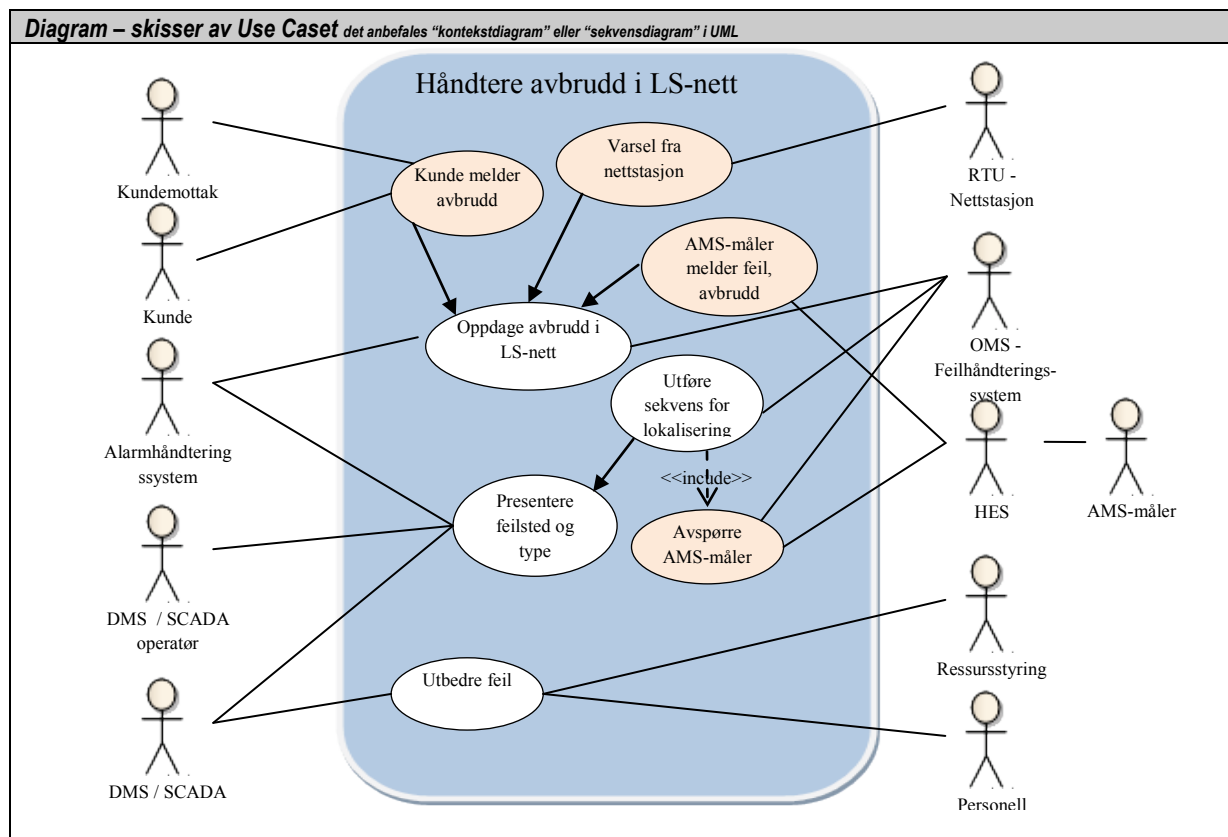 Diagram – skisser av Use Caset det anbefales “kontekstdiagram” eller “sekvensdiagram” i UML
Håndtere avbrudd i LS-nett
Kundemottak
Kunde
Alarmhåndtering
ssystem
DMS / SCADA
operatør
DMS / SCADA
Kunde melder
avbrudd
Varsel fra
nettstasjon
AMS-måler
melder feil,
avbrudd
Oppdage avbrudd i
LS-nett
Utføre
sekvens for
lokalisering
<<include>>
Presentere
feilsted og
type
Avspørre
AMS-måler
Utbedre feil
RTU -
Nettstasjon
OMS -
Feilhåndterings-
system
HES
AMS-måler
Ressursstyring
Personell